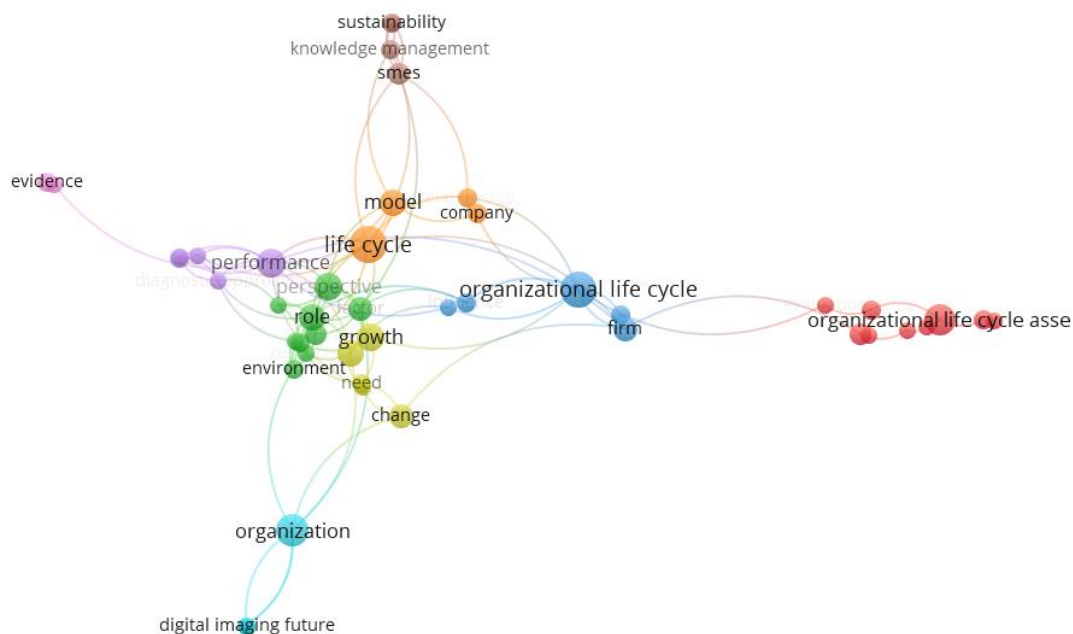 sustainability
knowledge management
smes
evidence
model
company
life cycle
performance
perspective
organizational life cycle
factor
role
growth
firm
organizational life cycle asse
environment
need
change
organization
digital imaging future